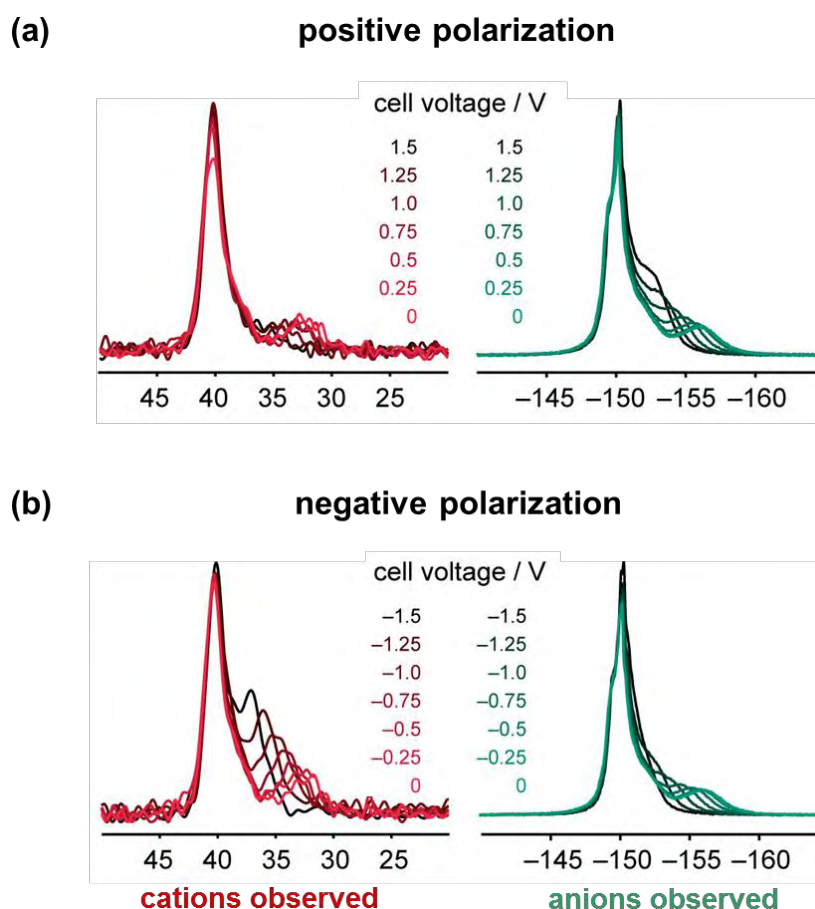 (a) positive polarization
cell voltage / V
1.5 1.5
1.25 1.25
1.0 1.0
0.75 0.75
0.5 0.5
0.25 0.25
0 0
45 40 35 30 25 −145 −150 −155 −160
(b) negative polarization
cell voltage / V
−1.5 −1.5
−1.25 −1.25
−1.0 −1.0
−0.75 −0.75
−0.5 −0.5
−0.25 −0.25
0 0
45 40 35 30 25 −145 −150 −155 −160
cations observed anions observed